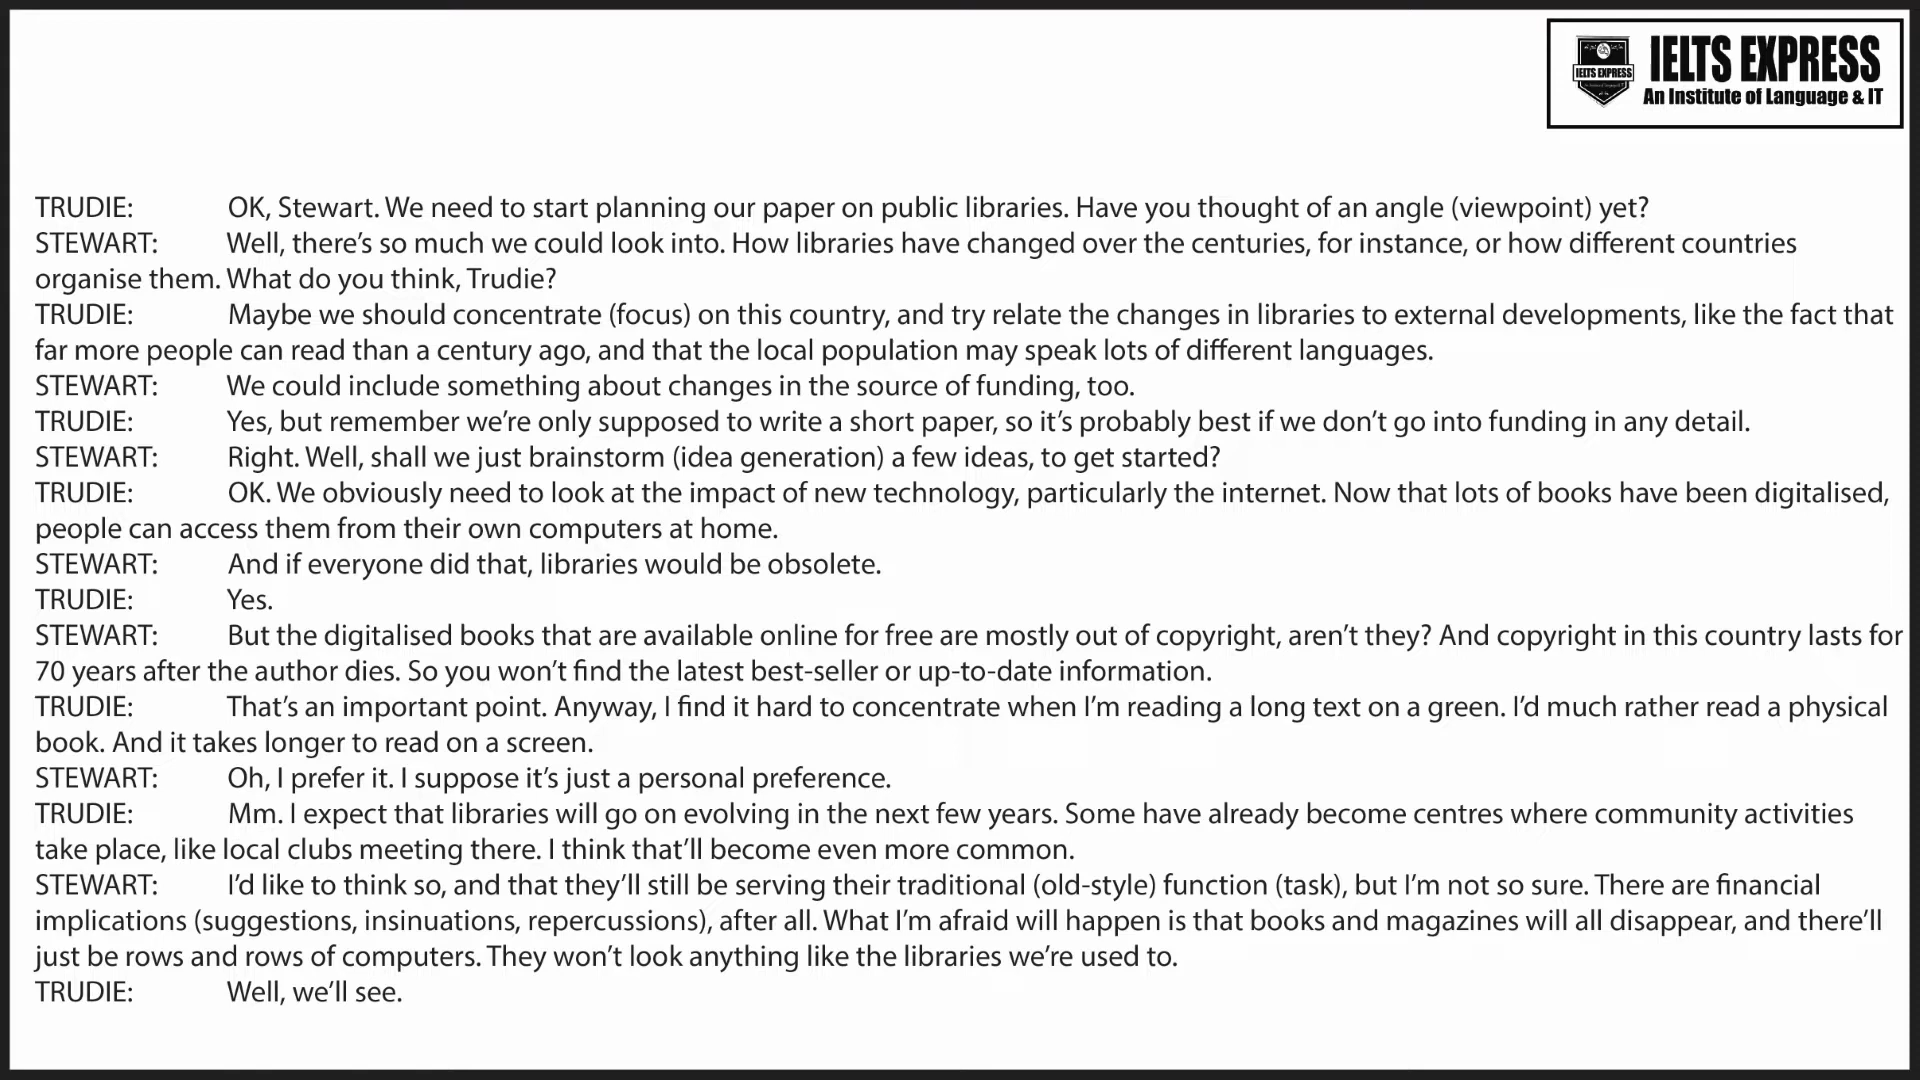 IELTS EXPRESS
IELTS EXPRESS
An Institute of Language & IT
TRUDIE: OK, Stewart. We need to start planning our paper on public libraries. Have you thought of an angle (viewpoint) yet?
STEWART: Well, there's so much we could look into. How libraries have changed over the centuries, for instance, or how different countries
organise them. What do you think, Trudie?
TRUDIE: Maybe we should concentrate (focus) on this country, and try relate the changes in libraries to external developments, like the fact that
far more people can read than a century ago, and that the local population may speak lots of different languages.
STEWART: We could include something about changes in the source of funding, too.
TRUDIE: Yes, but remember we're only supposed to write a short paper, so it's probably best if we don't go into funding in any detail.
STEWART: Right. Well, shall we just brainstorm (idea generation) a few ideas, to get started?
TRUDIE: OK. We obviously need to look at the impact of new technology, particularly the internet. Now that lots of books have been digitalised,
people can access them from their own computers at home.
STEWART: And if everyone did that, libraries would be obsolete.
TRUDIE: Yes.
STEWART: But the digitalised books that are available online for free are mostly out of copyright, aren't they? And copyright in this country lasts for
70 years after the author dies. So you won't find the latest best-seller or up-to-date information.
TRUDIE: That's an important point. Anyway, I find it hard to concentrate when I'm reading a long text on a green. I'd much rather read a physical
book. And it takes longer to read on a screen.
STEWART: Oh, I prefer it. I suppose it's just a personal preference.
TRUDIE: Mm. I expect that libraries will go on evolving in the next few years. Some have already become centres where community activities
take place, like local clubs meeting there. I think that'll become even more common.
STEWART: I'd like to think so, and that they'll still be serving their traditional (old-style) function (task), but I'm not so sure. There are financial
implications (suggestions, insinuations, repercussions), after all. What I'm afraid will happen is that books and magazines will all disappear, and there'll
just be rows and rows of computers. They won't look anything like the libraries we're used to.
TRUDIE: Well, we'll see.